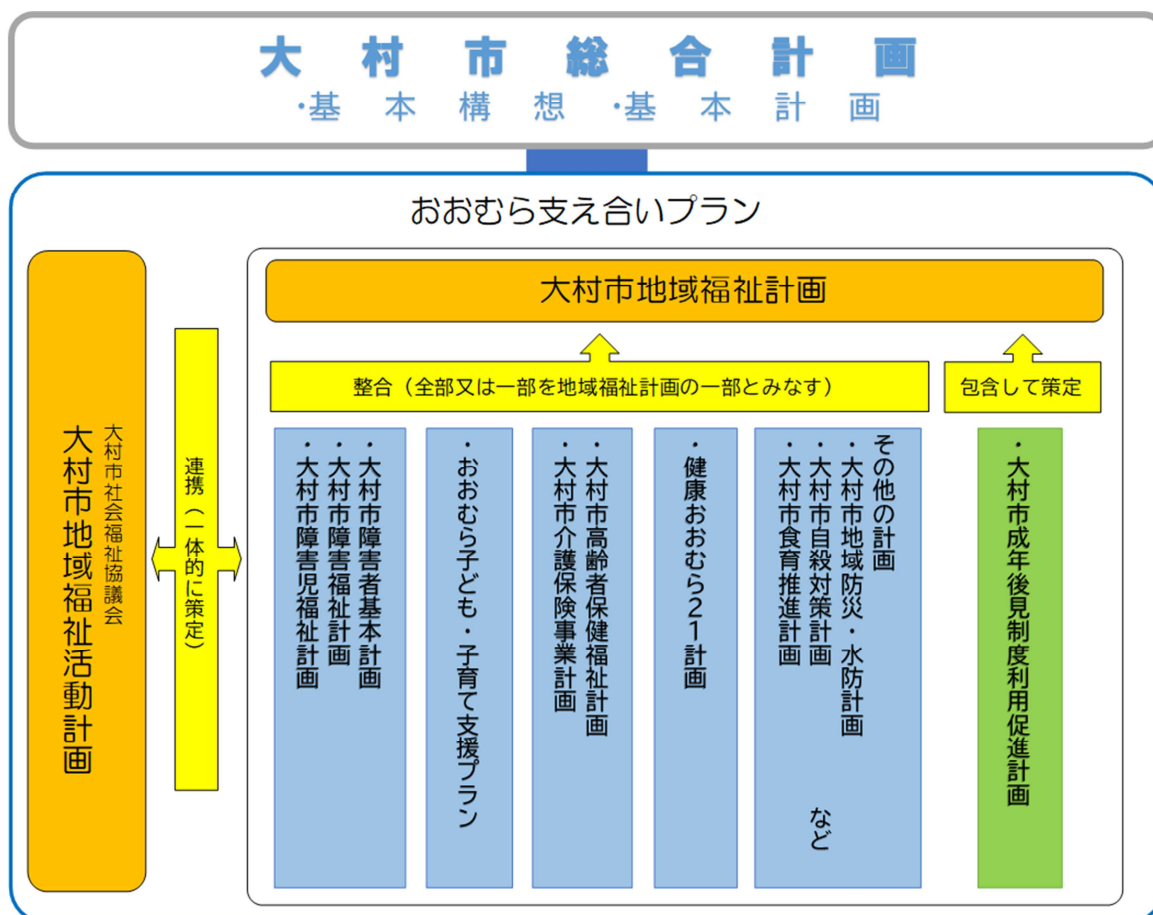 大村市総合計画
・基本構想・基本計画
おおむら支え合いプラン
大村市社会福祉協議会
大村市地域福祉活動計画
連携（一体的に策定）
大村市地域福祉計画
整合（全部又は一部を地域福祉計画の一部とみなす）
包含して策定
・大村市障害者基本計画
・大村市障害福祉計画
・大村市障害児福祉計画
・おおむら子ども・子育て支援プラン
・大村市高齢者保健福祉計画
・大村市介護保険事業計画
・健康おおむら２１計画
その他の計画
・大村市地域防災・水防計画
・大村市自殺対策計画
・大村市食育推進計画
など
・大村市成年後見制度利用促進計画